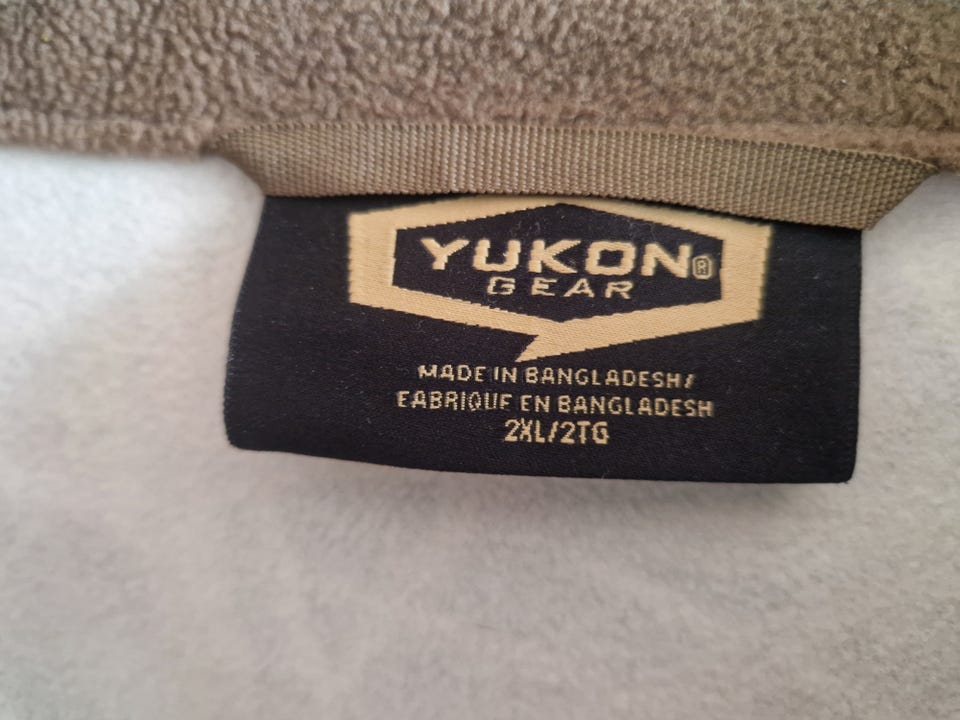 YUKON®
GEAR
MADE IN BANGLADESH/
FABRIQUE EN BANGLADESH
2XL/2TG